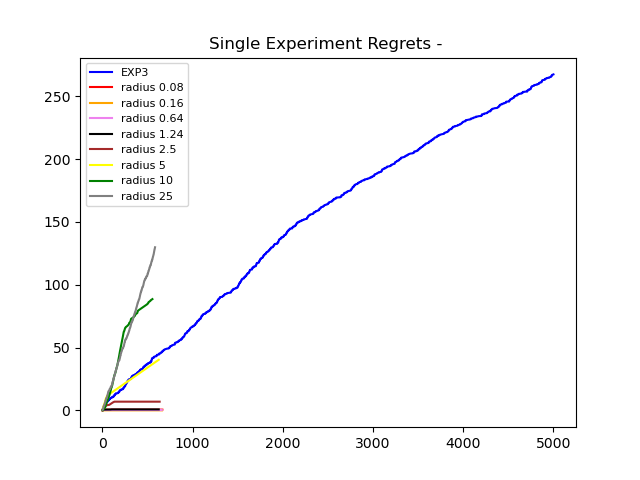 Single Experiment Regrets -
EXP3
radius 0.08
radius 0.16
radius 0.64
radius 1.24
radius 2.5
radius 5
radius 10
radius 25
250
200
150
100
50
0
0 1000 2000 3000 4000 5000